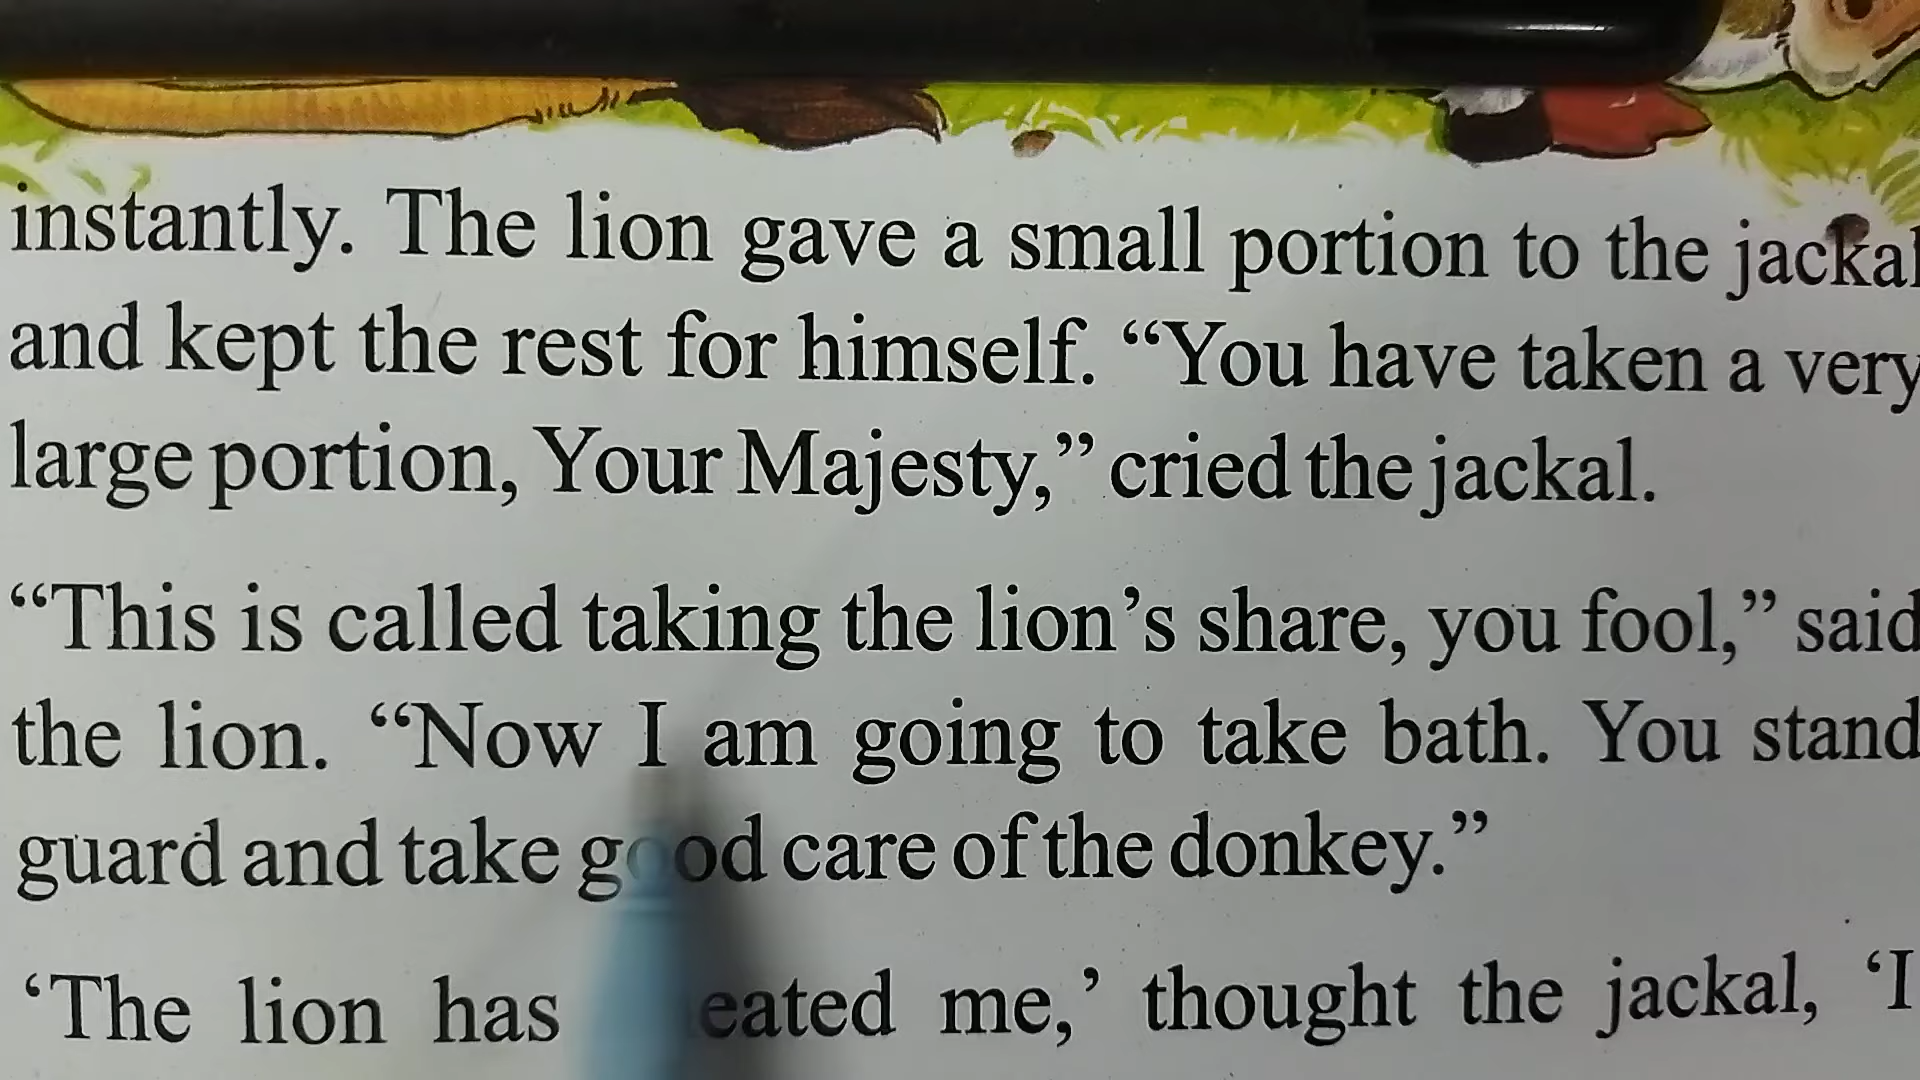 instantly. The lion gave a small portion to the jackal
and kept the rest for himself. “You have taken a very
large portion, Your Majesty,” cried the jackal.
“This is called taking the lion’s share, you fool,” said
the lion. “Now I am going to take bath. You stand
guard and take good care of the donkey.”
‘The lion has me,’ thought the jackal, ‘I